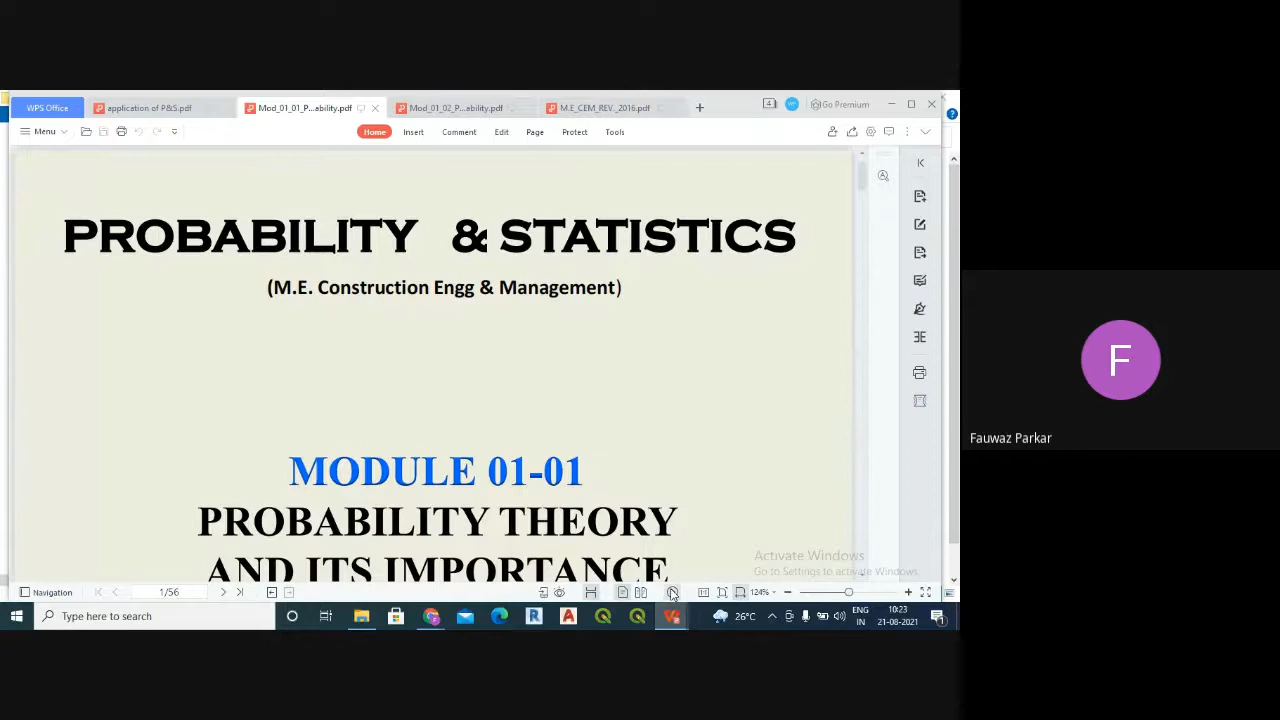 WPS Office
application of P&S.pdf
Mod_01_01_P...ability.pdf
Mod_01_02_P...ability.pdf
M.E_CEM_REV._2016.pdf
Go Premium
Menu
Home
Insert
Comment
Edit
Page
Protect
Tools
PROBABILITY & STATISTICS
(M.E. Construction Engg & Management)
MODULE 01-01
PROBABILITY THEORY
AND ITS IMPORTANCE
Activate Windows
Go to Settings to activate Windows.
Navigation
1/56
124%
Type here to search
26°C
ENG
IN
10:23
21-08-2021
F
Fauwaz Parkar